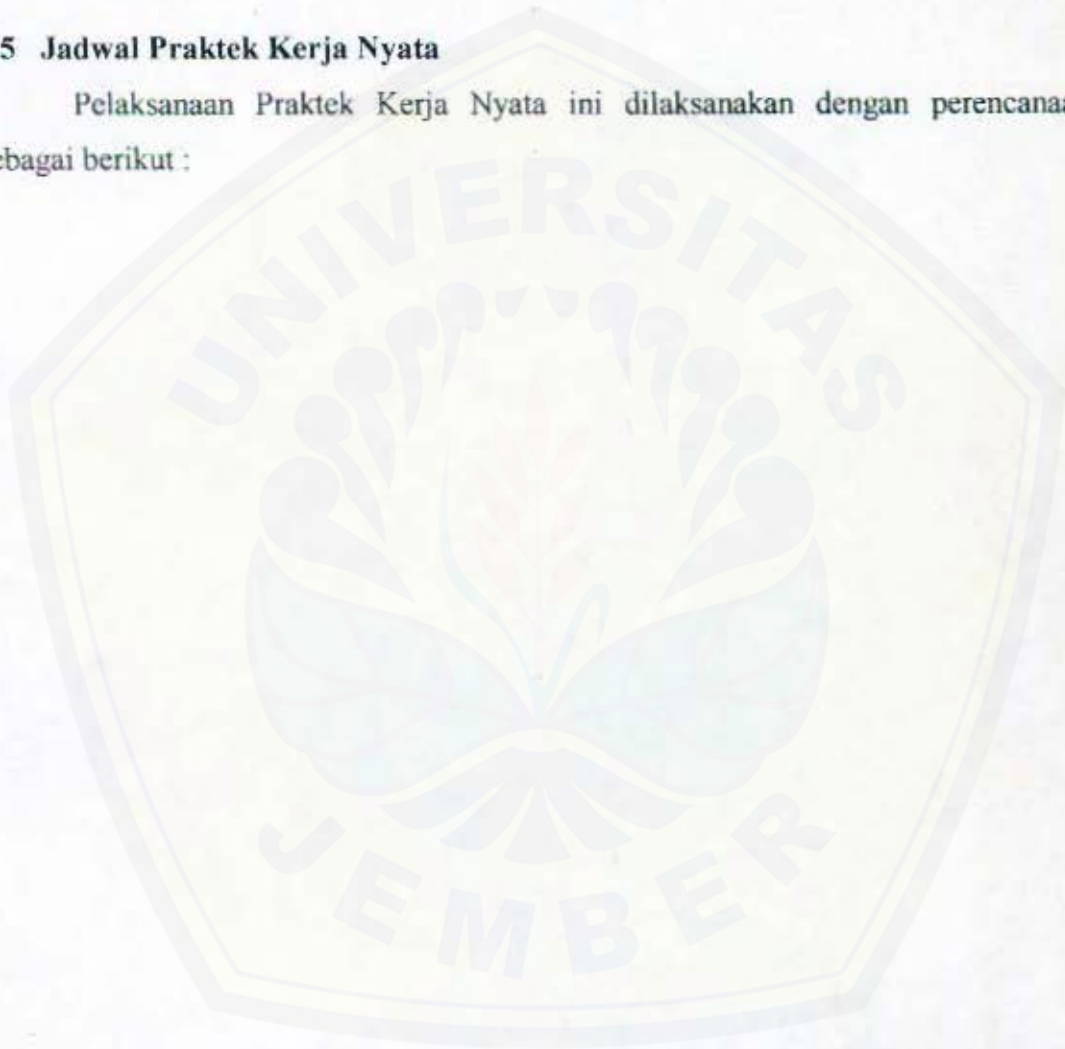 5 Jadwal Praktek Kerja Nyata
Pelaksanaan Praktek Kerja Nyata ini dilaksanakan dengan perencanaa
ebagai berikut :
UNIVERSITAS
JEMBER